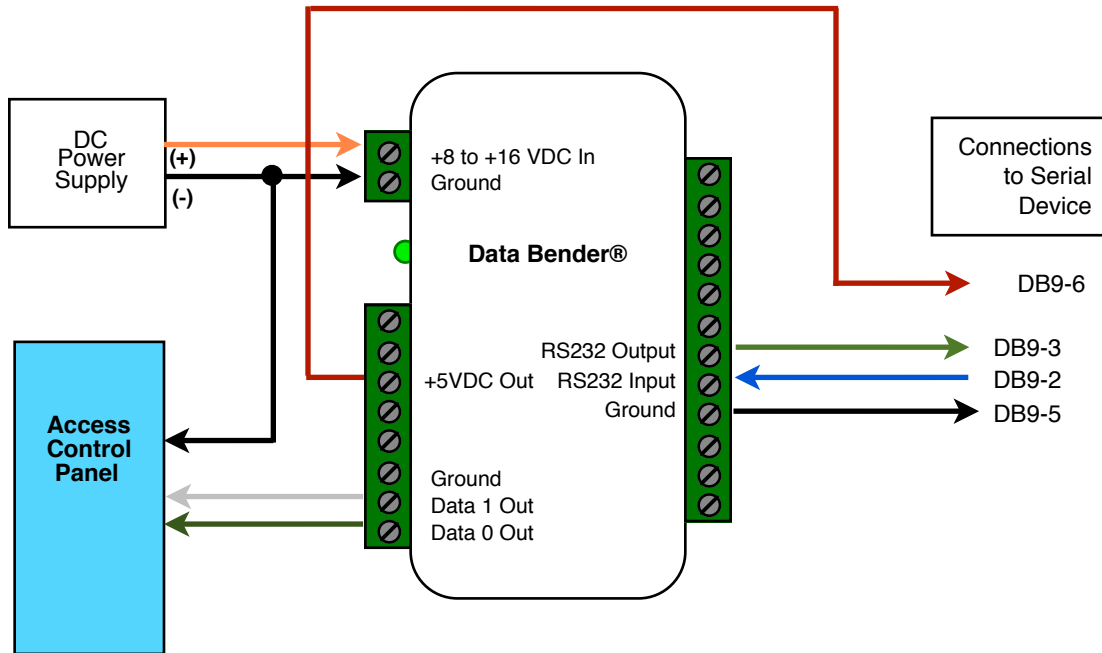 DC
Power
Supply
(+)
(-)
+8 to +16 VDC In
Ground
Data Bender®
+5VDC Out
Ground
Data 1 Out
Data 0 Out
RS232 Output
RS232 Input
Ground
Connections
to Serial
Device
DB9-6
DB9-3
DB9-2
DB9-5
Access
Control
Panel